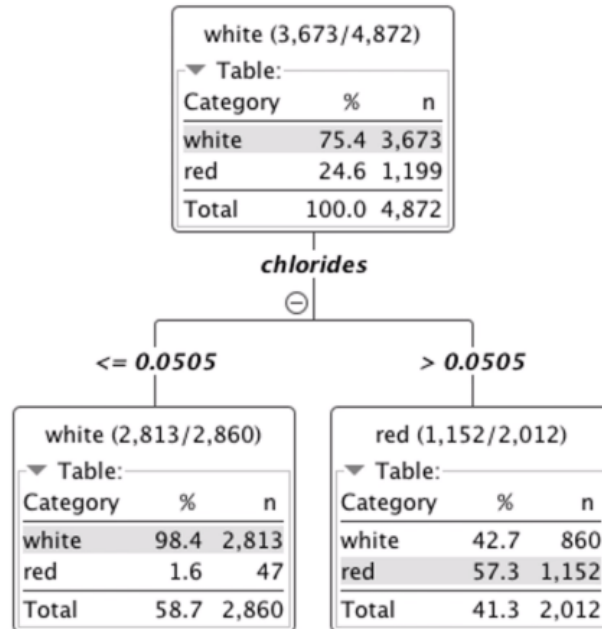 white (3,673/4,872)
Table:
Category % n
white 75.4 3,673
red 24.6 1,199
Total 100.0 4,872
chlorides
<= 0.0505
> 0.0505
white (2,813/2,860)
Table:
Category % n
white 98.4 2,813
red 1.6 47
Total 58.7 2,860
red (1,152/2,012)
Table:
Category % n
white 42.7 860
red 57.3 1,152
Total 41.3 2,012